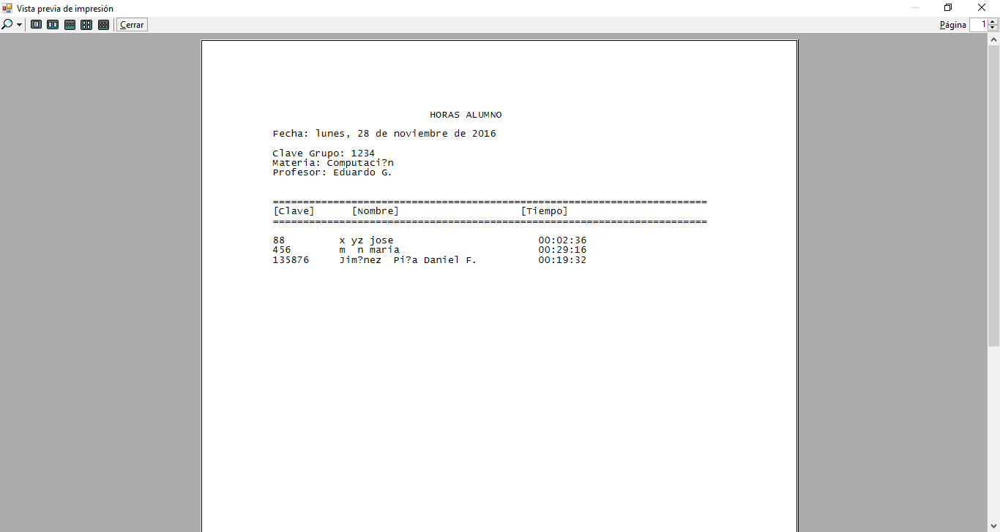 Vista previa de impresión
Cerrar
Página 1
HORAS ALUMNO
Fecha: lunes, 28 de noviembre de 2016
Clave Grupo: 1234
Materia: Computaci?n
Profesor: Eduardo G.
========================================================================
[Clave] [Nombre] [Tiempo]
========================================================================
88 x yz jose 00:02:36
456 m n maria 00:29:16
135876 Jim?nez Pi?a Daniel F. 00:19:32